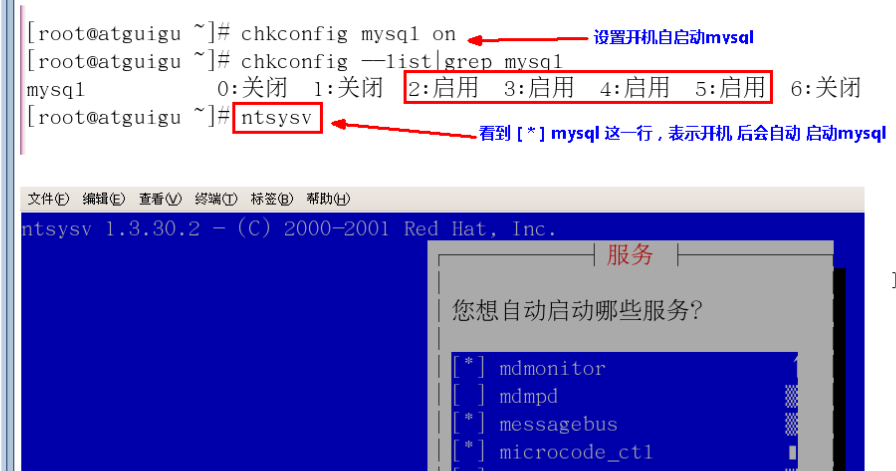 [root@atguigu ~]# chkconfig mysql on 设置开机自启动mysql
[root@atguigu ~]# chkconfig --list|grep mysql
mysql 0:关闭 1:关闭 2:启用 3:启用 4:启用 5:启用 6:关闭
[root@atguigu ~]# ntsysv
看到 [ * ] mysql 这一行，表示开机 后会自动 启动mysql
文件(F) 编辑(E) 查看(V) 终端(T) 标签(B) 帮助(H)
ntsysv 1.3.30.2 - (C) 2000-2001 Red Hat, Inc.
服务
您想自动启动哪些服务?
[*] mdmonitor
[ ] mdmpd
[*] messagebus
[*] microcode_ctl